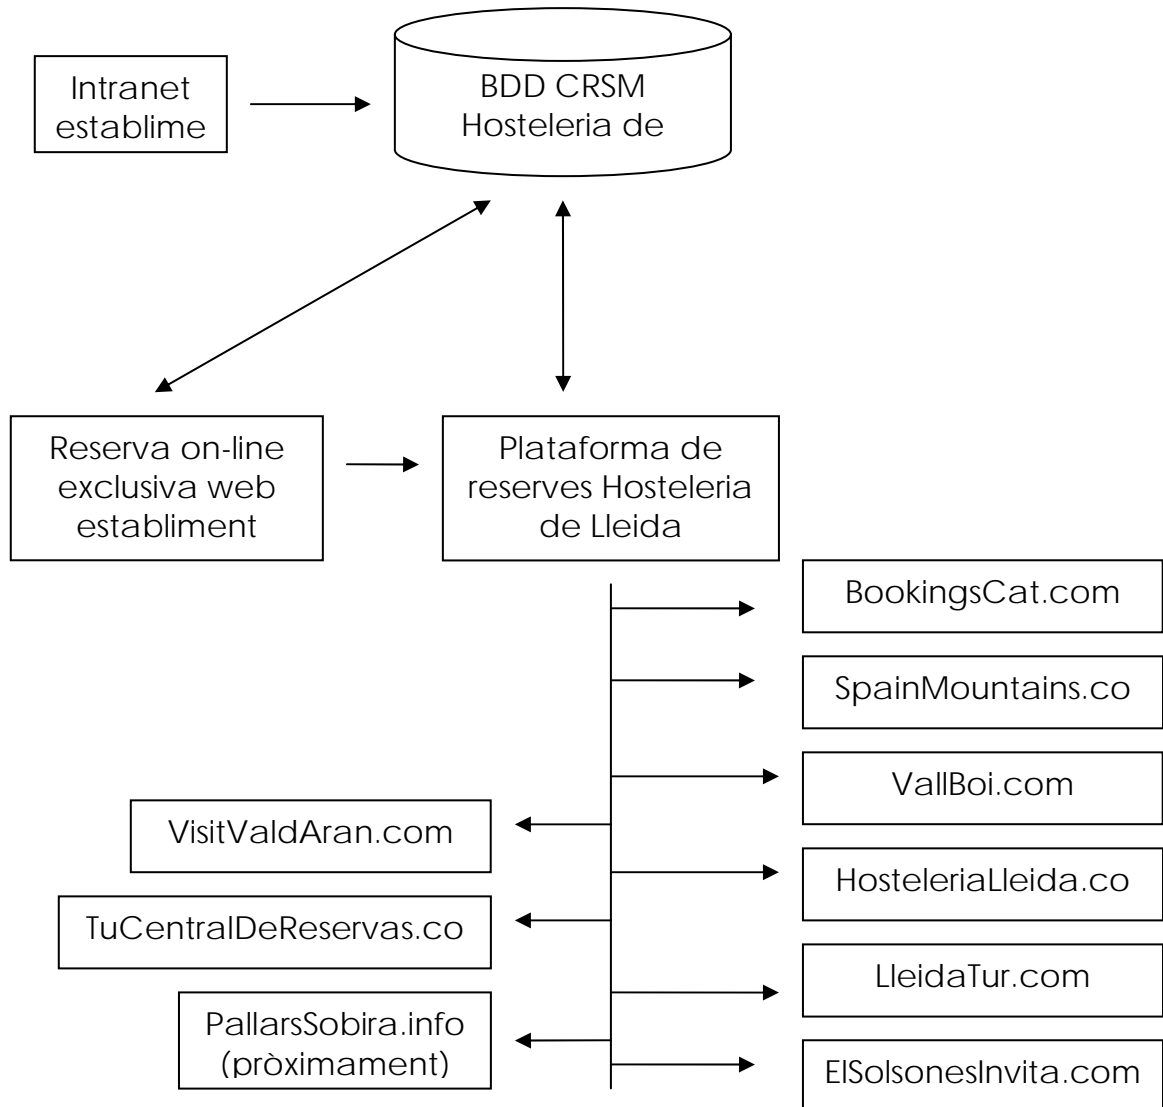 Intranet
establime
BDD CRSM
Hosteleria de
Reserva on-line
exclusiva web
establiment
Plataforma de
reserves Hosteleria
de Lleida
BookingsCat.com
SpainMountains.co
VallBoi.com
VisitValdAran.com
HosteleriaLleida.co
TuCentralDeReservas.co
LleidaTur.com
PallarsSobira.info
(pròximament)
ElSolsonesInvita.com